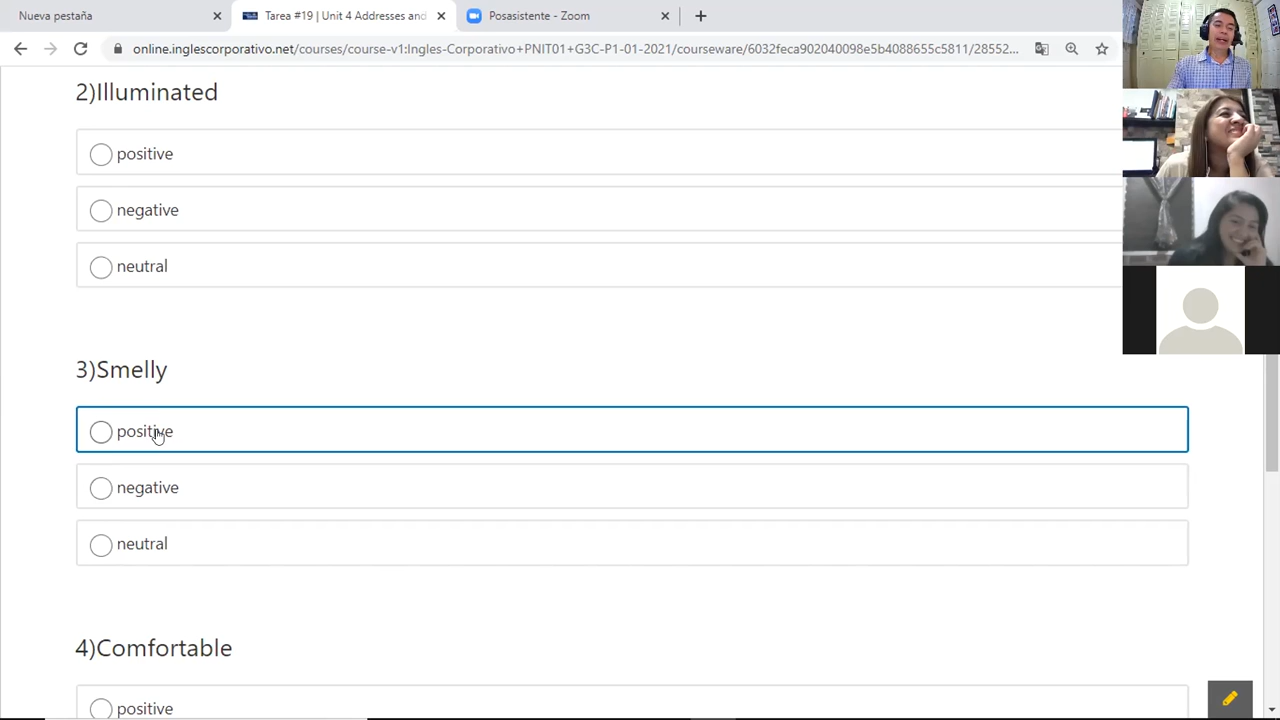 Nueva pestaña
Tarea #19 | Unit 4 Addresses and
Posasistente - Zoom
online.inglescorporativo.net/courses/course-v1:Ingles-Corporativo+PNIT01+G3C-P1-01-2021/courseware/6032feca902040098e5b4088655c58f1/28552...
2)Illuminated
positive
negative
neutral
3)Smelly
positive
negative
neutral
4)Comfortable
positive